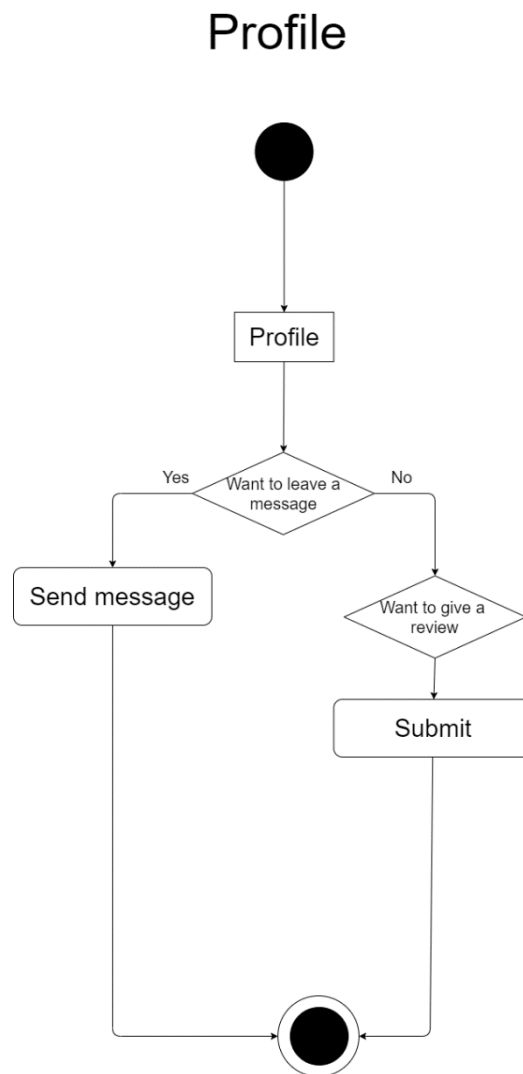 Profile
Profile
Want to leave a
message
Yes
No
Send message
Want to give a
review
Submit